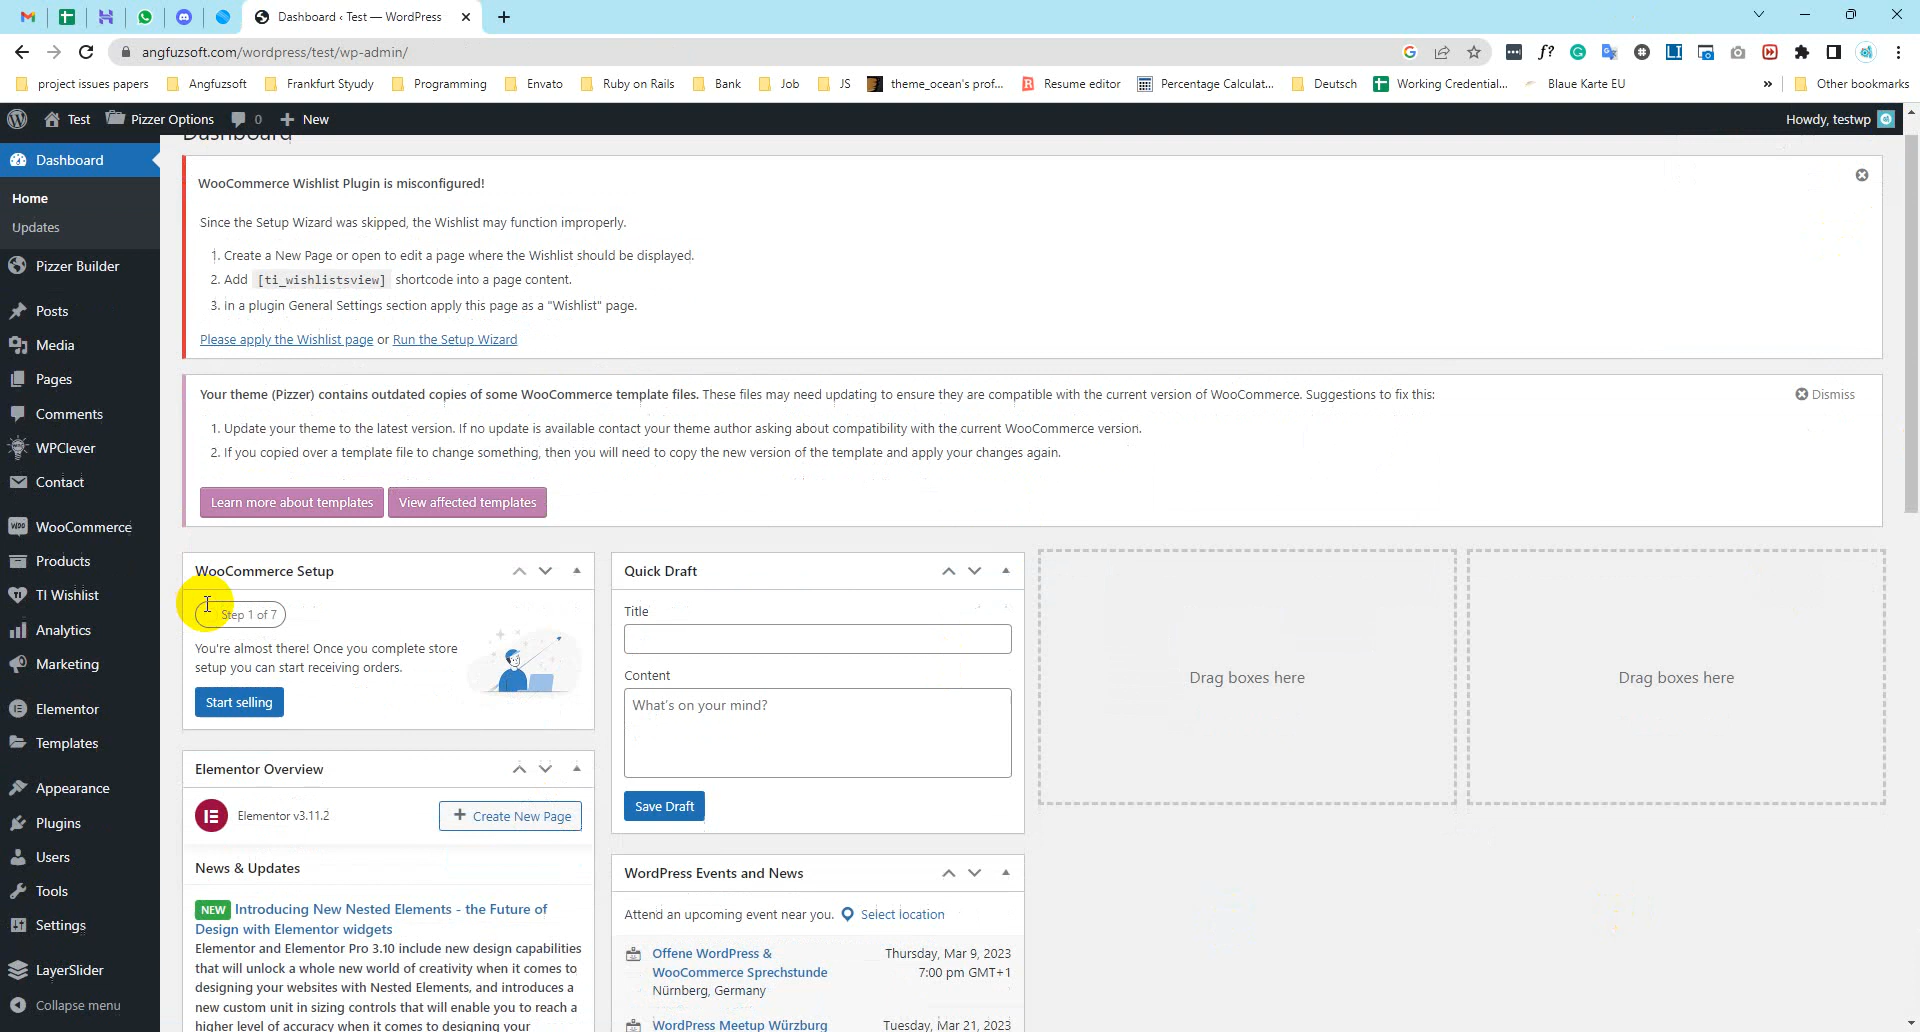 Dashboard ‹ Test — WordPress
angfuzsoft.com/wordpress/test/wp-admin/
project issues papers
Angfuzsoft
Frankfurt Styudy
Programming
Envato
Ruby on Rails
Bank
Job
JS
theme_ocean's prof...
Resume editor
Percentage Calculat...
Deutsch
Working Credential...
Blaue Karte EU
Other bookmarks
Test
Pizzer Options
0
New
Howdy, testwp
Dashboard
Home
Updates
Pizzer Builder
Posts
Media
Pages
Comments
WPClever
Contact
WooCommerce
Products
TI Wishlist
Analytics
Marketing
Elementor
Templates
Appearance
Plugins
Users
Tools
Settings
LayerSlider
Collapse menu
Dashboard
WooCommerce Wishlist Plugin is misconfigured!
Since the Setup Wizard was skipped, the Wishlist may function improperly.
1. Create a New Page or open to edit a page where the Wishlist should be displayed.
2. Add [ti_wishlistsview] shortcode into a page content.
3. In a plugin General Settings section apply this page as a "Wishlist" page.
Please apply the Wishlist page or Run the Setup Wizard
Your theme (Pizzer) contains outdated copies of some WooCommerce template files. These files may need updating to ensure they are compatible with the current version of WooCommerce. Suggestions to fix this:
Dismiss
1. Update your theme to the latest version. If no update is available contact your theme author asking about compatibility with the current WooCommerce version.
2. If you copied over a template file to change something, then you will need to copy the new version of the template and apply your changes again.
Learn more about templates
View affected templates
WooCommerce Setup
Step 1 of 7
You're almost there! Once you complete store
setup you can start receiving orders.
Start selling
Elementor Overview
Elementor v3.11.2
Create New Page
News & Updates
NEW Introducing New Nested Elements - the Future of
Design with Elementor widgets
Elementor and Elementor Pro 3.10 include new design capabilities
that will unlock a whole new world of creativity when it comes to
designing your websites with Nested Elements, and introduces a
new custom unit in sizing controls that will enable you to reach a
higher level of accuracy when it comes to designing your
Quick Draft
Title
Content
What's on your mind?
Save Draft
WordPress Events and News
Attend an upcoming event near you. Select location
Offene WordPress &
WooCommerce Sprechstunde
Nürnberg, Germany
Thursday, Mar 9, 2023
7:00 pm GMT+1
WordPress Meetup Würzburg
Tuesday, Mar 21, 2023
Drag boxes here
Drag boxes here